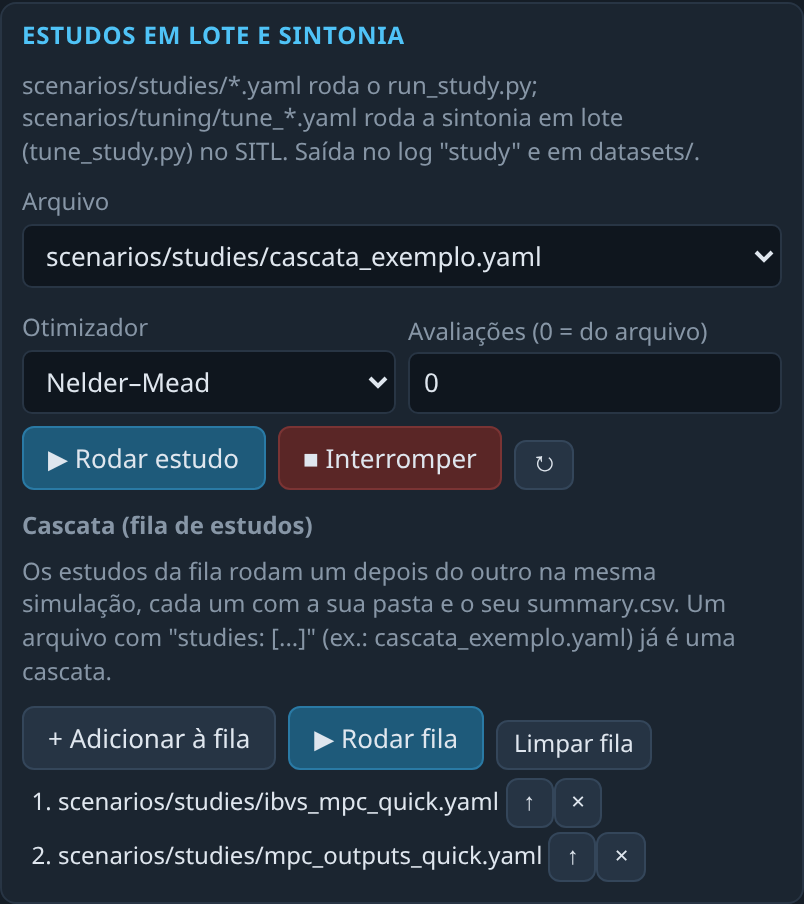 ESTUDOS EM LOTE E SINTONIA
scenarios/studies/*.yaml roda o run_study.py;
scenarios/tuning/tune_*.yaml roda a sintonia em lote
(tune_study.py) no SITL. Saída no log "study" e em datasets/.
Arquivo
scenarios/studies/cascata_exemplo.yaml
Otimizador
Avaliações (0 = do arquivo)
Nelder–Mead
0
▶ Rodar estudo
■ Interromper
↻
Cascata (fila de estudos)
Os estudos da fila rodam um depois do outro na mesma
simulação, cada um com a sua pasta e o seu summary.csv. Um
arquivo com "studies: [...]" (ex.: cascata_exemplo.yaml) já é uma
cascata.
+ Adicionar à fila
▶ Rodar fila
Limpar fila
1. scenarios/studies/ibvs_mpc_quick.yaml ↑ ×
2. scenarios/studies/mpc_outputs_quick.yaml ↑ ×